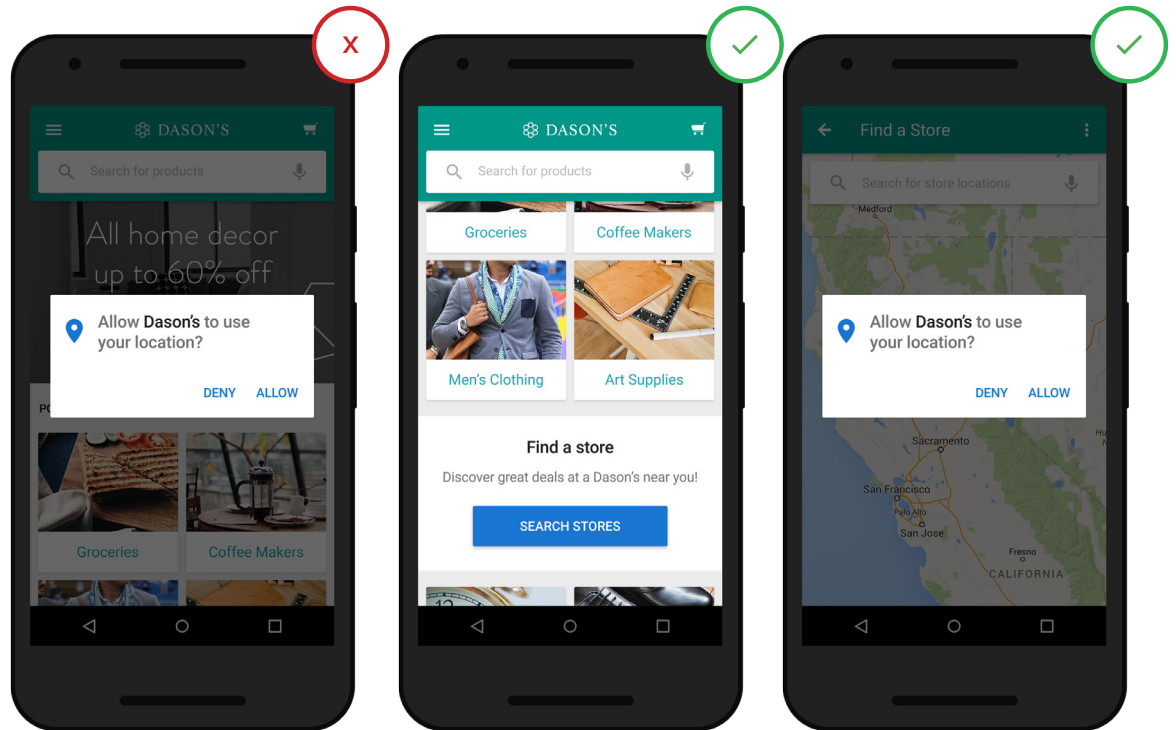 X
DASON'S
Search for products
All home decor
up to 60% off
Allow Dason's to use
your location?
DENY ALLOW
Groceries Coffee Makers
DASON'S
Search for products
Groceries Coffee Makers
Men's Clothing Art Supplies
Find a store
Discover great deals at a Dason's near you!
SEARCH STORES
12
Find a Store
Search for store locations
Medford
Allow Dason's to use
your location?
DENY ALLOW
Sacramento
San Francisco
Palo Alto
San Jose
Fresno
CALIFORNIA